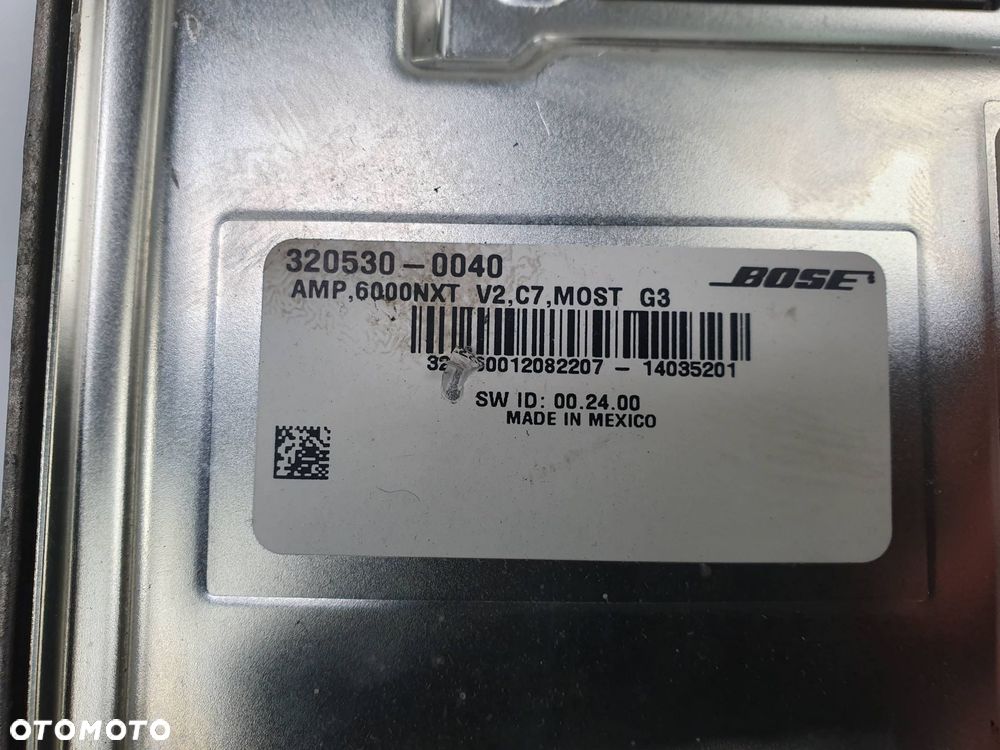 320530-0040
BOSE
AMP,6000NXT V2,C7,MOST G3
14035201
SW ID: 00.24.00
MADE IN MEXICO
OTOMOTO